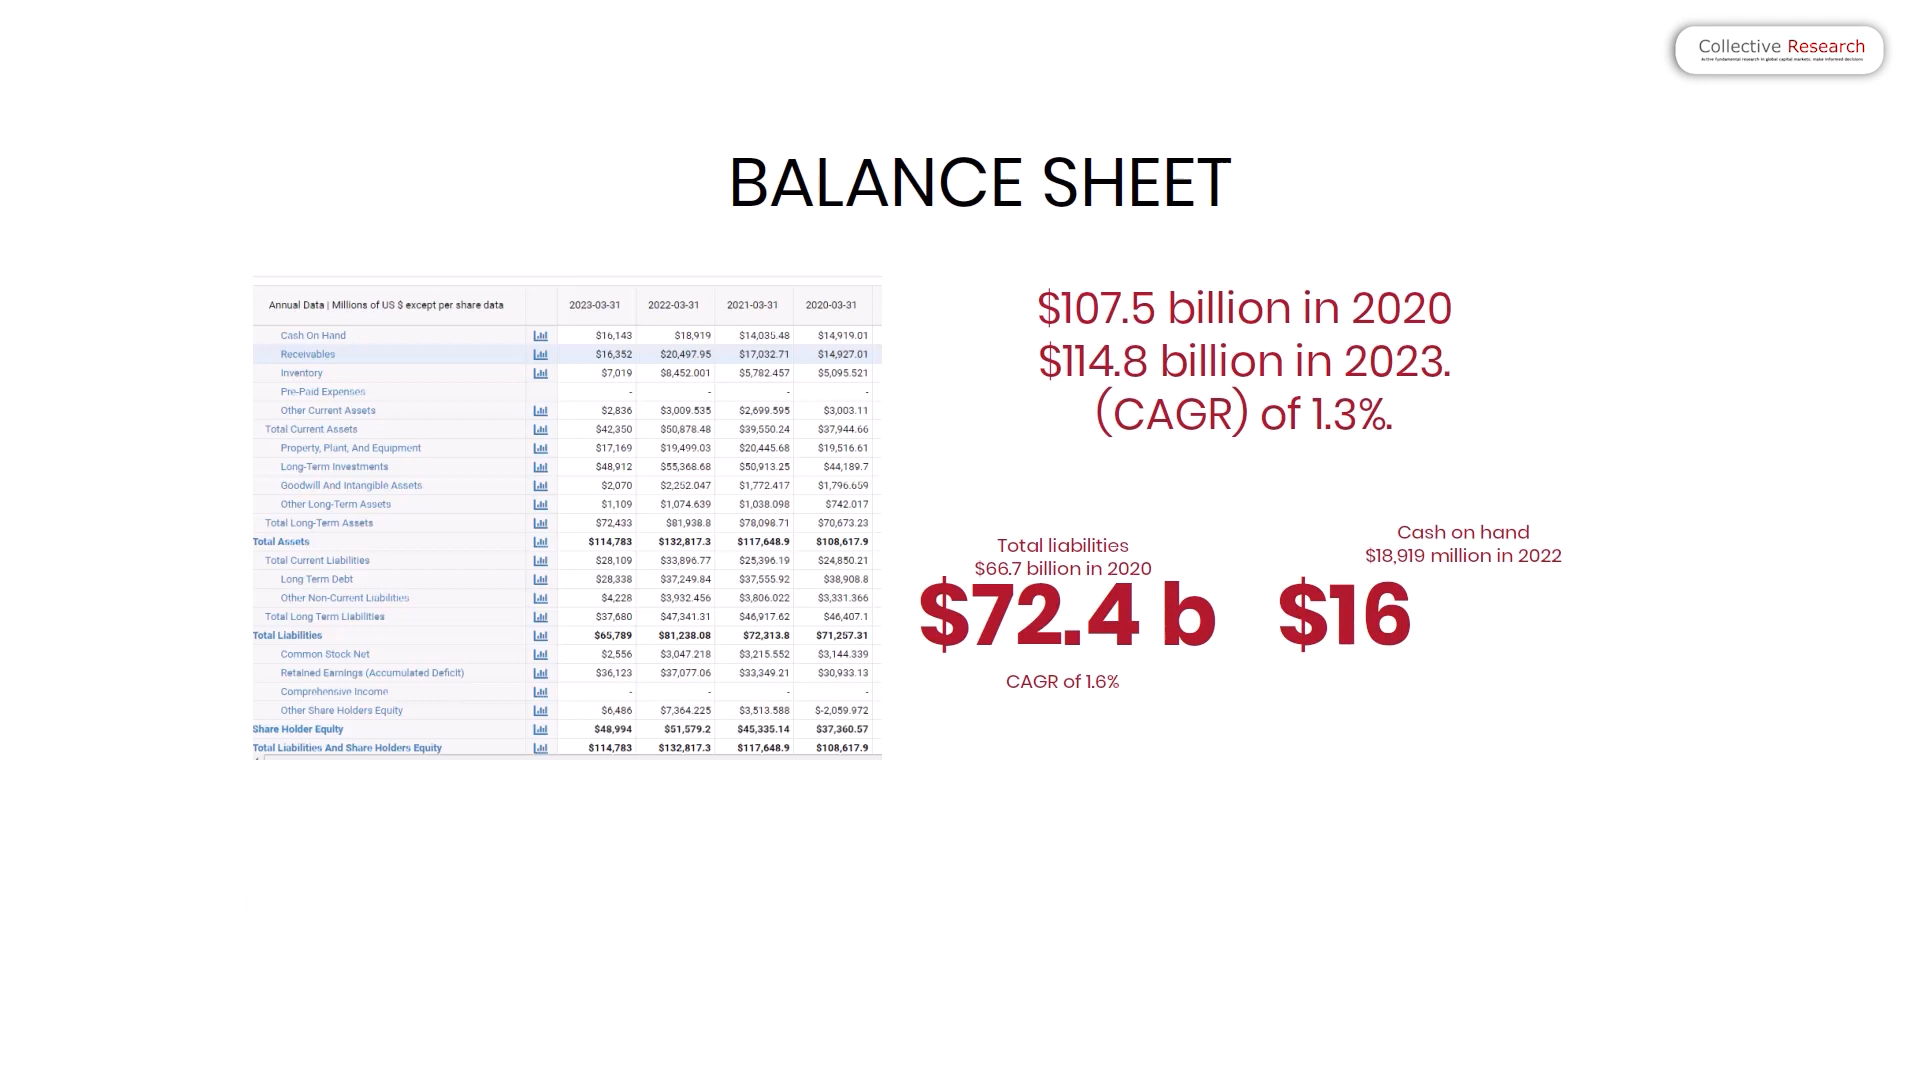 Collective Research
Active fundamental research in global capital markets, make informed decisions
BALANCE SHEET
Annual Data | Millions of US $ except per share data 2023-03-31 2022-03-31 2021-03-31 2020-03-31
Cash On Hand $16,143 $18,919 $14,035.48 $14,919.01
Receivables $16,352 $20,497.95 $17,032.71 $14,927.01
Inventory $7,019 $8,452.001 $5,782.457 $5,095.521
Pre-Paid Expenses - - - -
Other Current Assets $2,836 $3,009.535 $2,699.595 $3,003.11
Total Current Assets $42,350 $50,878.48 $39,550.24 $37,944.66
Property, Plant, And Equipment $17,169 $19,499.03 $20,445.68 $19,516.61
Long-Term Investments $48,912 $55,368.68 $50,913.25 $44,189.7
Goodwill And Intangible Assets $2,070 $2,252.047 $1,772.417 $1,796.659
Other Long-Term Assets $1,109 $1,074.639 $1,038.098 $742.017
Total Long-Term Assets $72,433 $81,938.8 $78,098.71 $70,673.23
Total Assets $114,783 $132,817.3 $117,648.9 $108,617.9
Total Current Liabilities $28,109 $33,896.77 $25,396.19 $24,850.21
Long Term Debt $28,338 $37,249.84 $37,555.92 $38,908.8
Other Non-Current Liabilities $4,228 $3,932.456 $3,806.022 $3,331.366
Total Long Term Liabilities $37,680 $47,341.31 $46,917.62 $46,407.1
Total Liabilities $65,789 $81,238.08 $72,313.8 $71,257.31
Common Stock Net $2,556 $3,047.218 $3,215.552 $3,144.339
Retained Earnings (Accumulated Deficit) $36,123 $37,077.06 $33,349.21 $30,933.13
Comprehensive Income - - - -
Other Share Holders Equity $6,486 $7,364.225 $3,513.588 $-2,059.972
Share Holder Equity $48,994 $51,579.2 $45,335.14 $37,360.57
Total Liabilities And Share Holders Equity $114,783 $132,817.3 $117,648.9 $108,617.9
$107.5 billion in 2020
$114.8 billion in 2023.
(CAGR) of 1.3%.
Total liabilities
$66.7 billion in 2020
$72.4 b
CAGR of 1.6%
Cash on hand
$18,919 million in 2022
$16